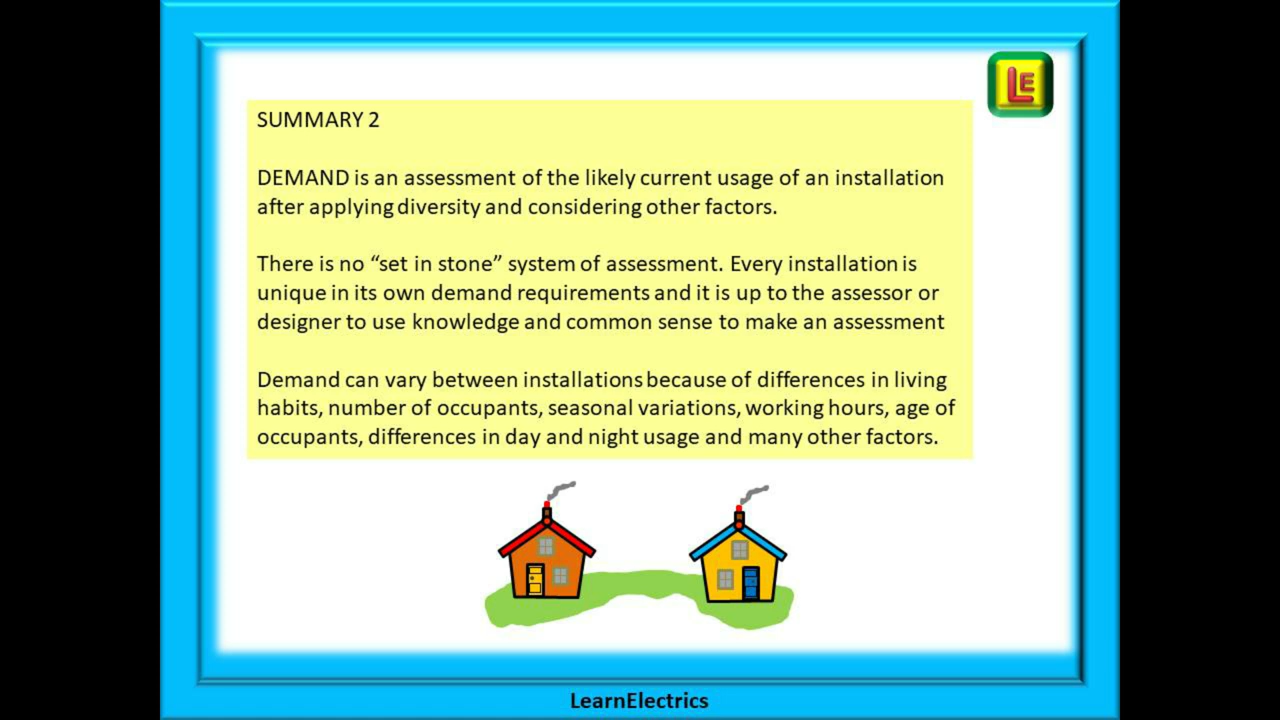 LE
SUMMARY 2
DEMAND is an assessment of the likely current usage of an installation
after applying diversity and considering other factors.
There is no “set in stone” system of assessment. Every installation is
unique in its own demand requirements and it is up to the assessor or
designer to use knowledge and common sense to make an assessment
Demand can vary between installations because of differences in living
habits, number of occupants, seasonal variations, working hours, age of
occupants, differences in day and night usage and many other factors.
LearnElectrics